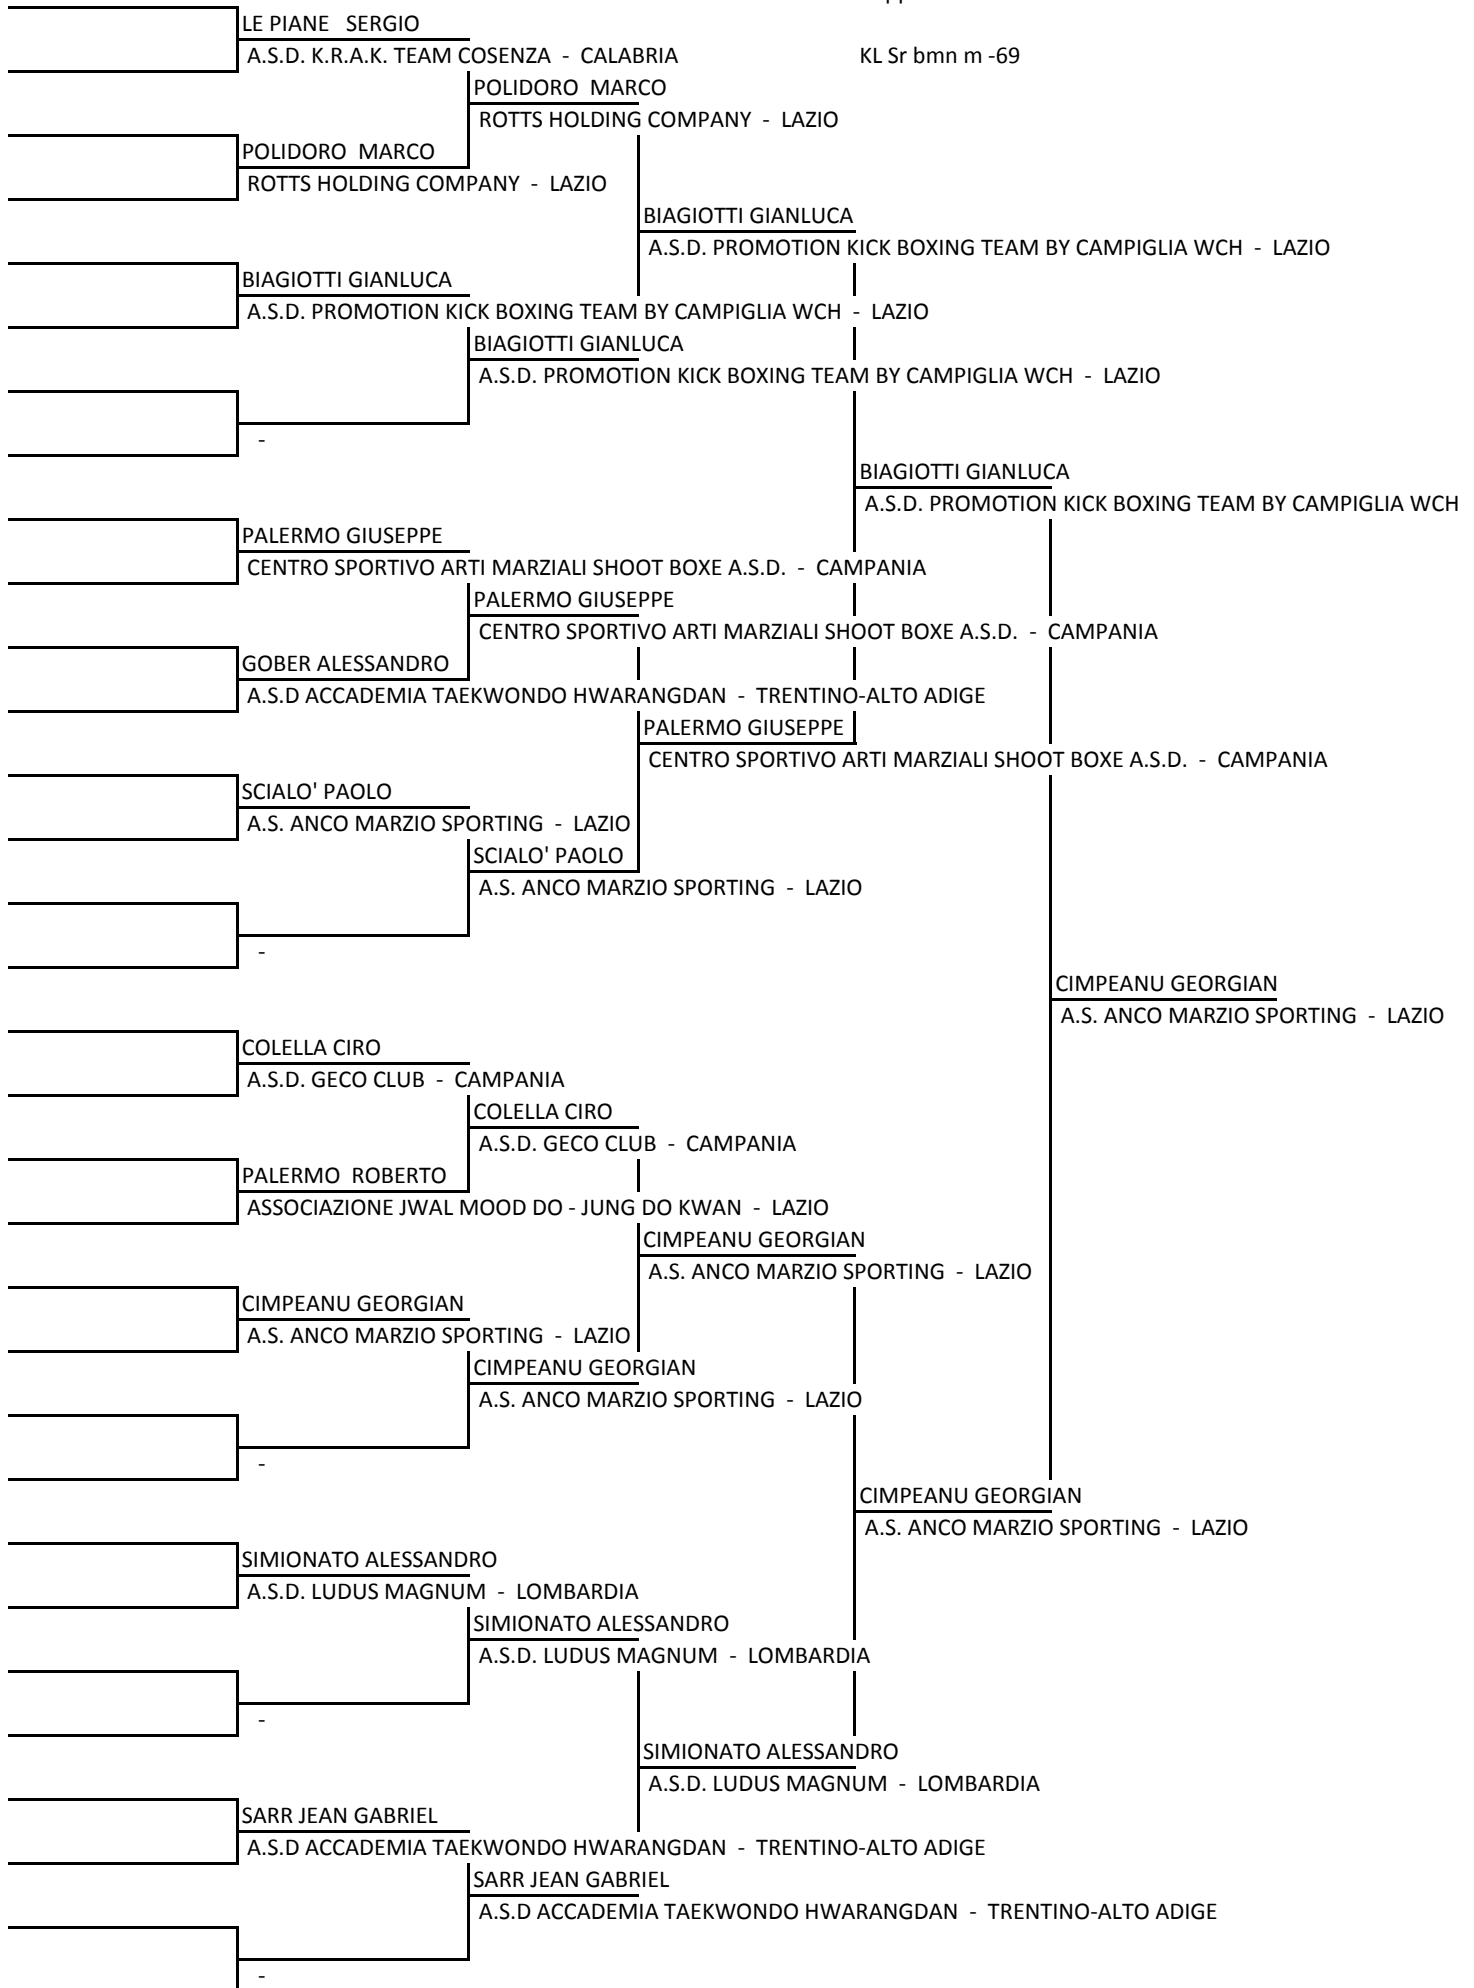 LE PIANE   SERGIO
A.S.D. K.R.A.K. TEAM COSENZA  -  CALABRIA
KL Sr bmn m -69
POLIDORO  MARCO
ROTTS HOLDING COMPANY  -  LAZIO
POLIDORO  MARCO
ROTTS HOLDING COMPANY  -  LAZIO
BIAGIOTTI GIANLUCA
A.S.D. PROMOTION KICK BOXING TEAM BY CAMPIGLIA WCH  -  LAZIO
BIAGIOTTI GIANLUCA
A.S.D. PROMOTION KICK BOXING TEAM BY CAMPIGLIA WCH  -  LAZIO
BIAGIOTTI GIANLUCA
A.S.D. PROMOTION KICK BOXING TEAM BY CAMPIGLIA WCH  -  LAZIO
-
BIAGIOTTI GIANLUCA
A.S.D. PROMOTION KICK BOXING TEAM BY CAMPIGLIA WCH
PALERMO GIUSEPPE
CENTRO SPORTIVO ARTI MARZIALI SHOOT BOXE A.S.D.  -  CAMPANIA
PALERMO GIUSEPPE
CENTRO SPORTIVO ARTI MARZIALI SHOOT BOXE A.S.D.  -  CAMPANIA
GOBER ALESSANDRO
A.S.D ACCADEMIA TAEKWONDO HWARANGDAN  -  TRENTINO-ALTO ADIGE
PALERMO GIUSEPPE
CENTRO SPORTIVO ARTI MARZIALI SHOOT BOXE A.S.D.  -  CAMPANIA
SCIALO' PAOLO
A.S. ANCO MARZIO SPORTING  -  LAZIO
SCIALO' PAOLO
A.S. ANCO MARZIO SPORTING  -  LAZIO
-
CIMPEANU GEORGIAN
A.S. ANCO MARZIO SPORTING  -  LAZIO
COLELLA CIRO
A.S.D. GECO CLUB  -  CAMPANIA
COLELLA CIRO
A.S.D. GECO CLUB  -  CAMPANIA
PALERMO  ROBERTO
ASSOCIAZIONE JWAL MOOD DO - JUNG DO KWAN  -  LAZIO
CIMPEANU GEORGIAN
A.S. ANCO MARZIO SPORTING  -  LAZIO
CIMPEANU GEORGIAN
A.S. ANCO MARZIO SPORTING  -  LAZIO
CIMPEANU GEORGIAN
A.S. ANCO MARZIO SPORTING  -  LAZIO
-
CIMPEANU GEORGIAN
A.S. ANCO MARZIO SPORTING  -  LAZIO
SIMIONATO ALESSANDRO
A.S.D. LUDUS MAGNUM  -  LOMBARDIA
SIMIONATO ALESSANDRO
A.S.D. LUDUS MAGNUM  -  LOMBARDIA
-
SIMIONATO ALESSANDRO
A.S.D. LUDUS MAGNUM  -  LOMBARDIA
SARR JEAN GABRIEL
A.S.D ACCADEMIA TAEKWONDO HWARANGDAN  -  TRENTINO-ALTO ADIGE
SARR JEAN GABRIEL
A.S.D ACCADEMIA TAEKWONDO HWARANGDAN  -  TRENTINO-ALTO ADIGE
-